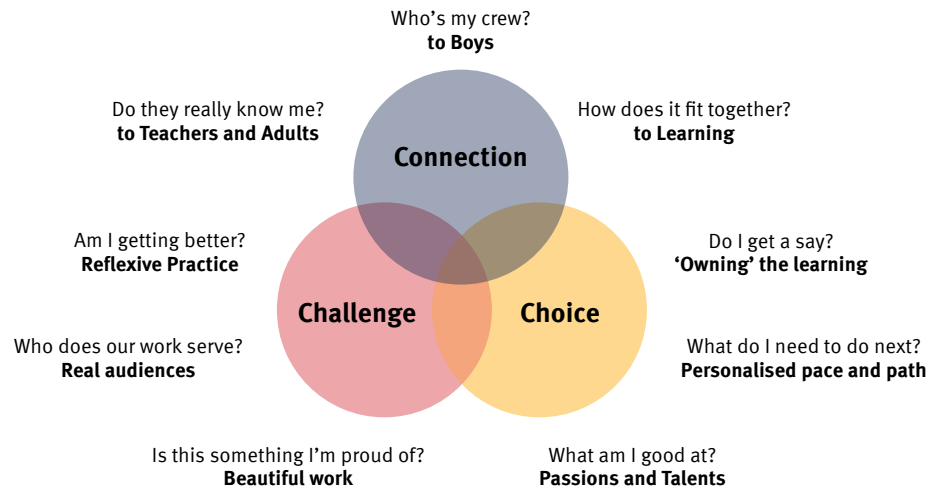 Who’s my crew?
to Boys
Do they really know me?
to Teachers and Adults
How does it fit together?
to Learning
Connection
Am I getting better?
Reflexive Practice
Do I get a say?
‘Owning’ the learning
Challenge
Choice
Who does our work serve?
Real audiences
What do I need to do next?
Personalised pace and path
Is this something I’m proud of?
Beautiful work
What am I good at?
Passions and Talents